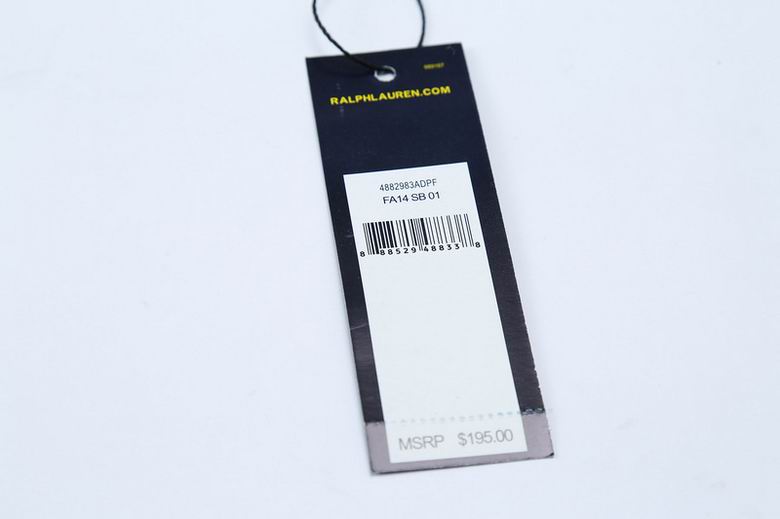 RALPHLAUREN.COM
4882983ADPF
FA14 SB 01
8 88529 48833 8
MSRP $195.00